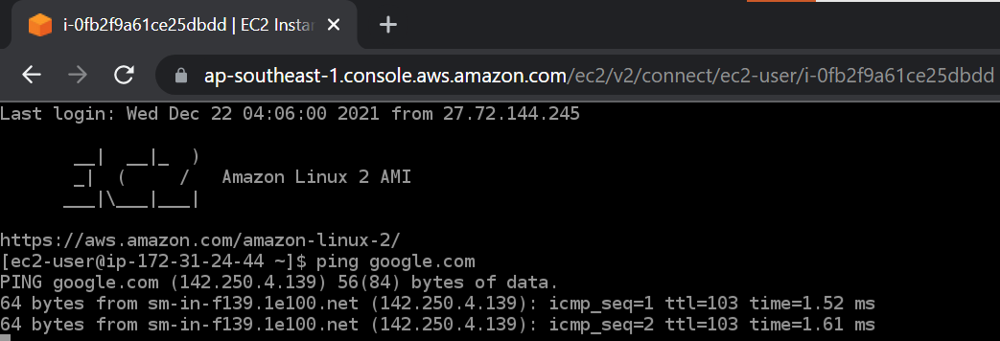 i-0fb2f9a61ce25dbdd | EC2 Instan
ap-southeast-1.console.aws.amazon.com/ec2/v2/connect/ec2-user/i-0fb2f9a61ce25dbdd
Last login: Wed Dec 22 04:06:00 2021 from 27.72.144.245
       __|  __|_  )
       _|  (     /   Amazon Linux 2 AMI
      ___|\___|___|
https://aws.amazon.com/amazon-linux-2/
[ec2-user@ip-172-31-24-44 ~]$ ping google.com
PING google.com (142.250.4.139) 56(84) bytes of data.
64 bytes from sm-in-f139.1e100.net (142.250.4.139): icmp_seq=1 ttl=103 time=1.52 ms
64 bytes from sm-in-f139.1e100.net (142.250.4.139): icmp_seq=2 ttl=103 time=1.61 ms